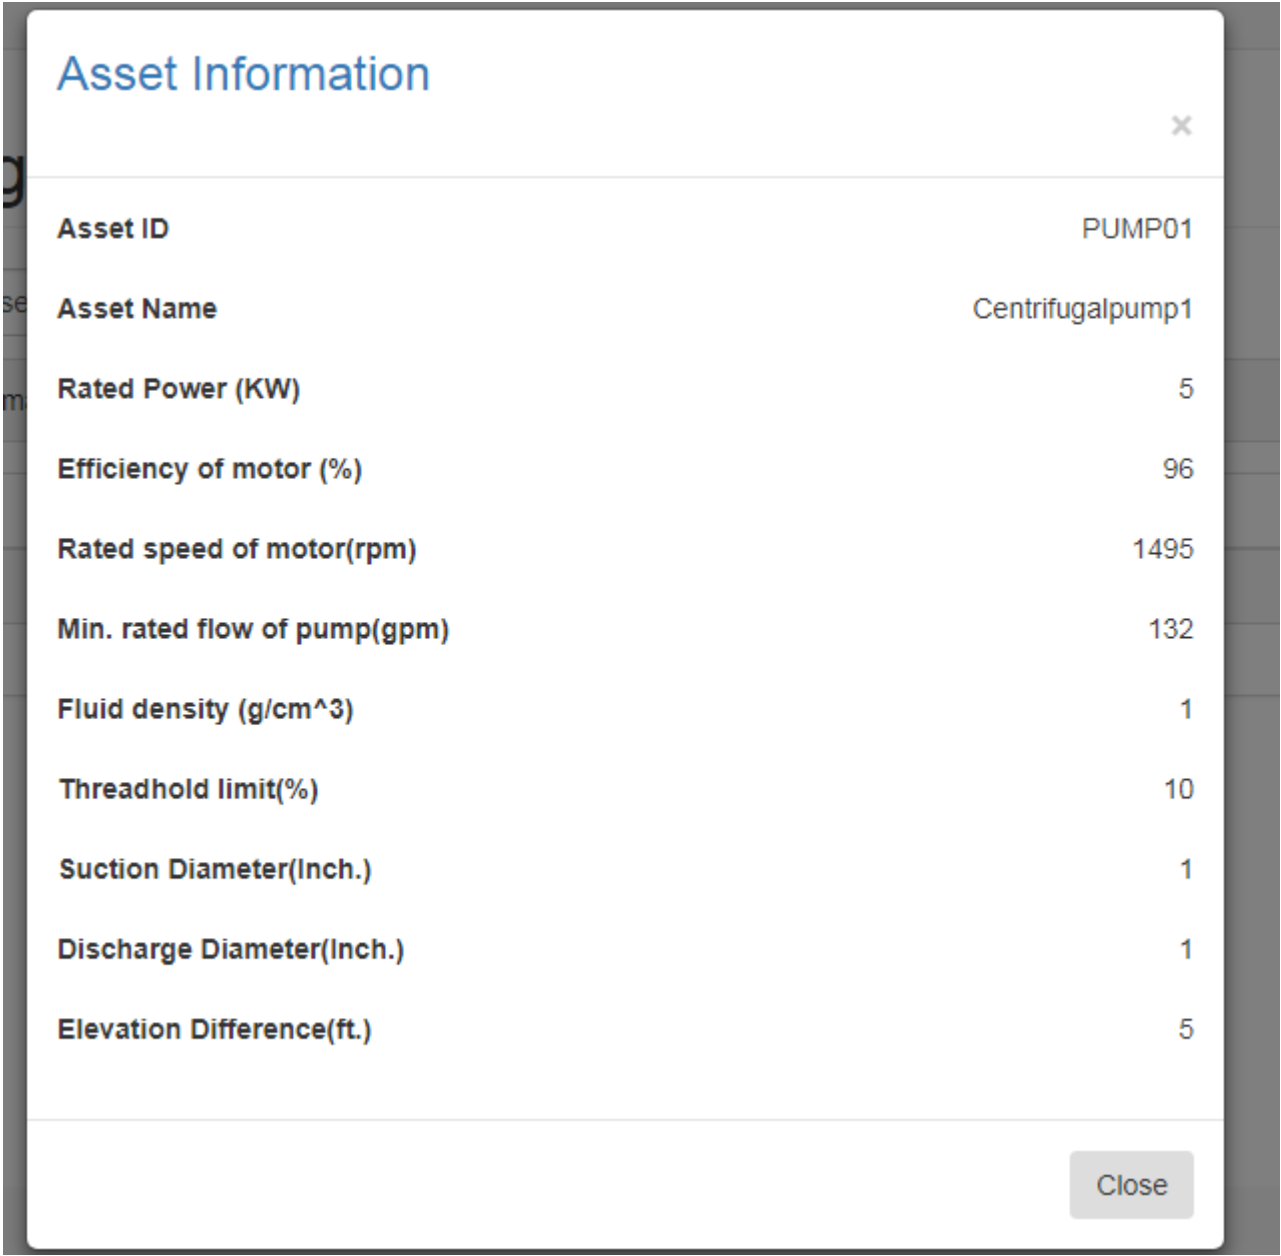 Asset Information
×
Asset ID PUMP01
Asset Name Centrifugalpump1
Rated Power (KW) 5
Efficiency of motor (%) 96
Rated speed of motor(rpm) 1495
Min. rated flow of pump(gpm) 132
Fluid density (g/cm^3) 1
Threadhold limit(%) 10
Suction Diameter(Inch.) 1
Discharge Diameter(Inch.) 1
Elevation Difference(ft.) 5
Close